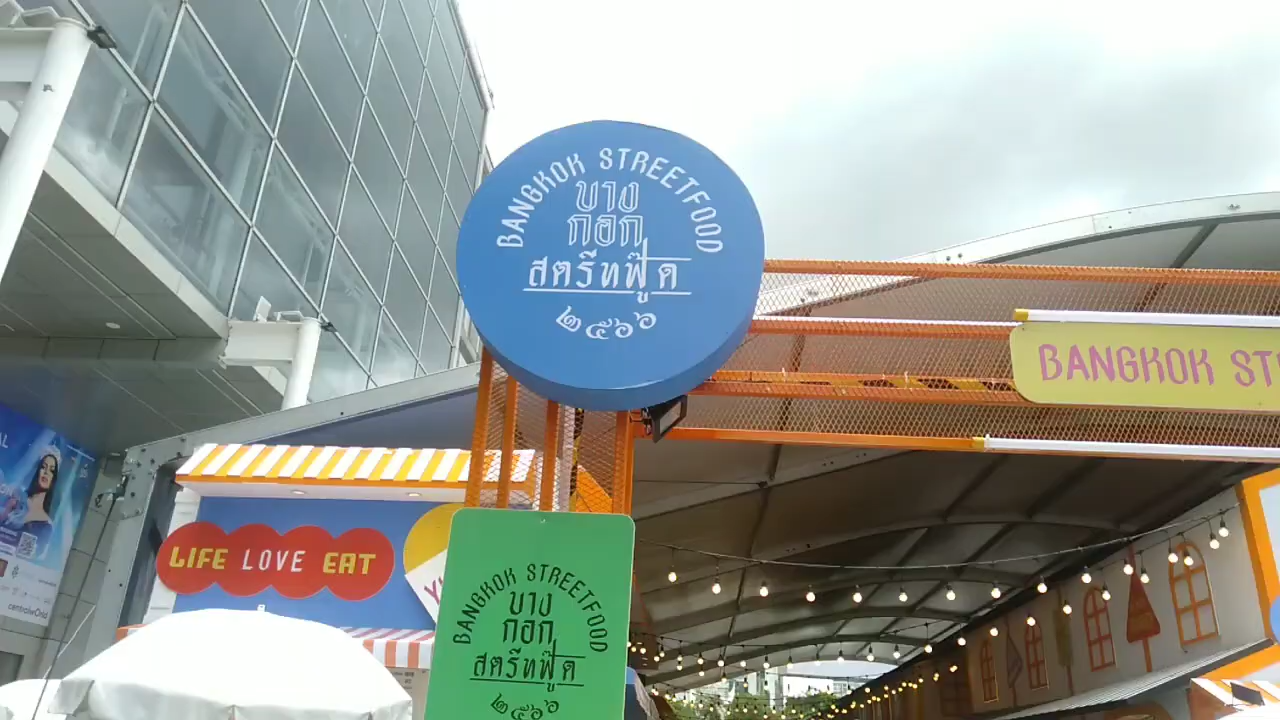 BANGKOK STREETFOOD
บาง
กอก
สตรีทฟู๊ด
๒๕๖๖
BANGKOK ST
LIFE LOVE EAT
BANGKOK STREETFOOD
บาง
กอก
สตรีทฟู๊ด
๒๕๖๖
centralwOrld